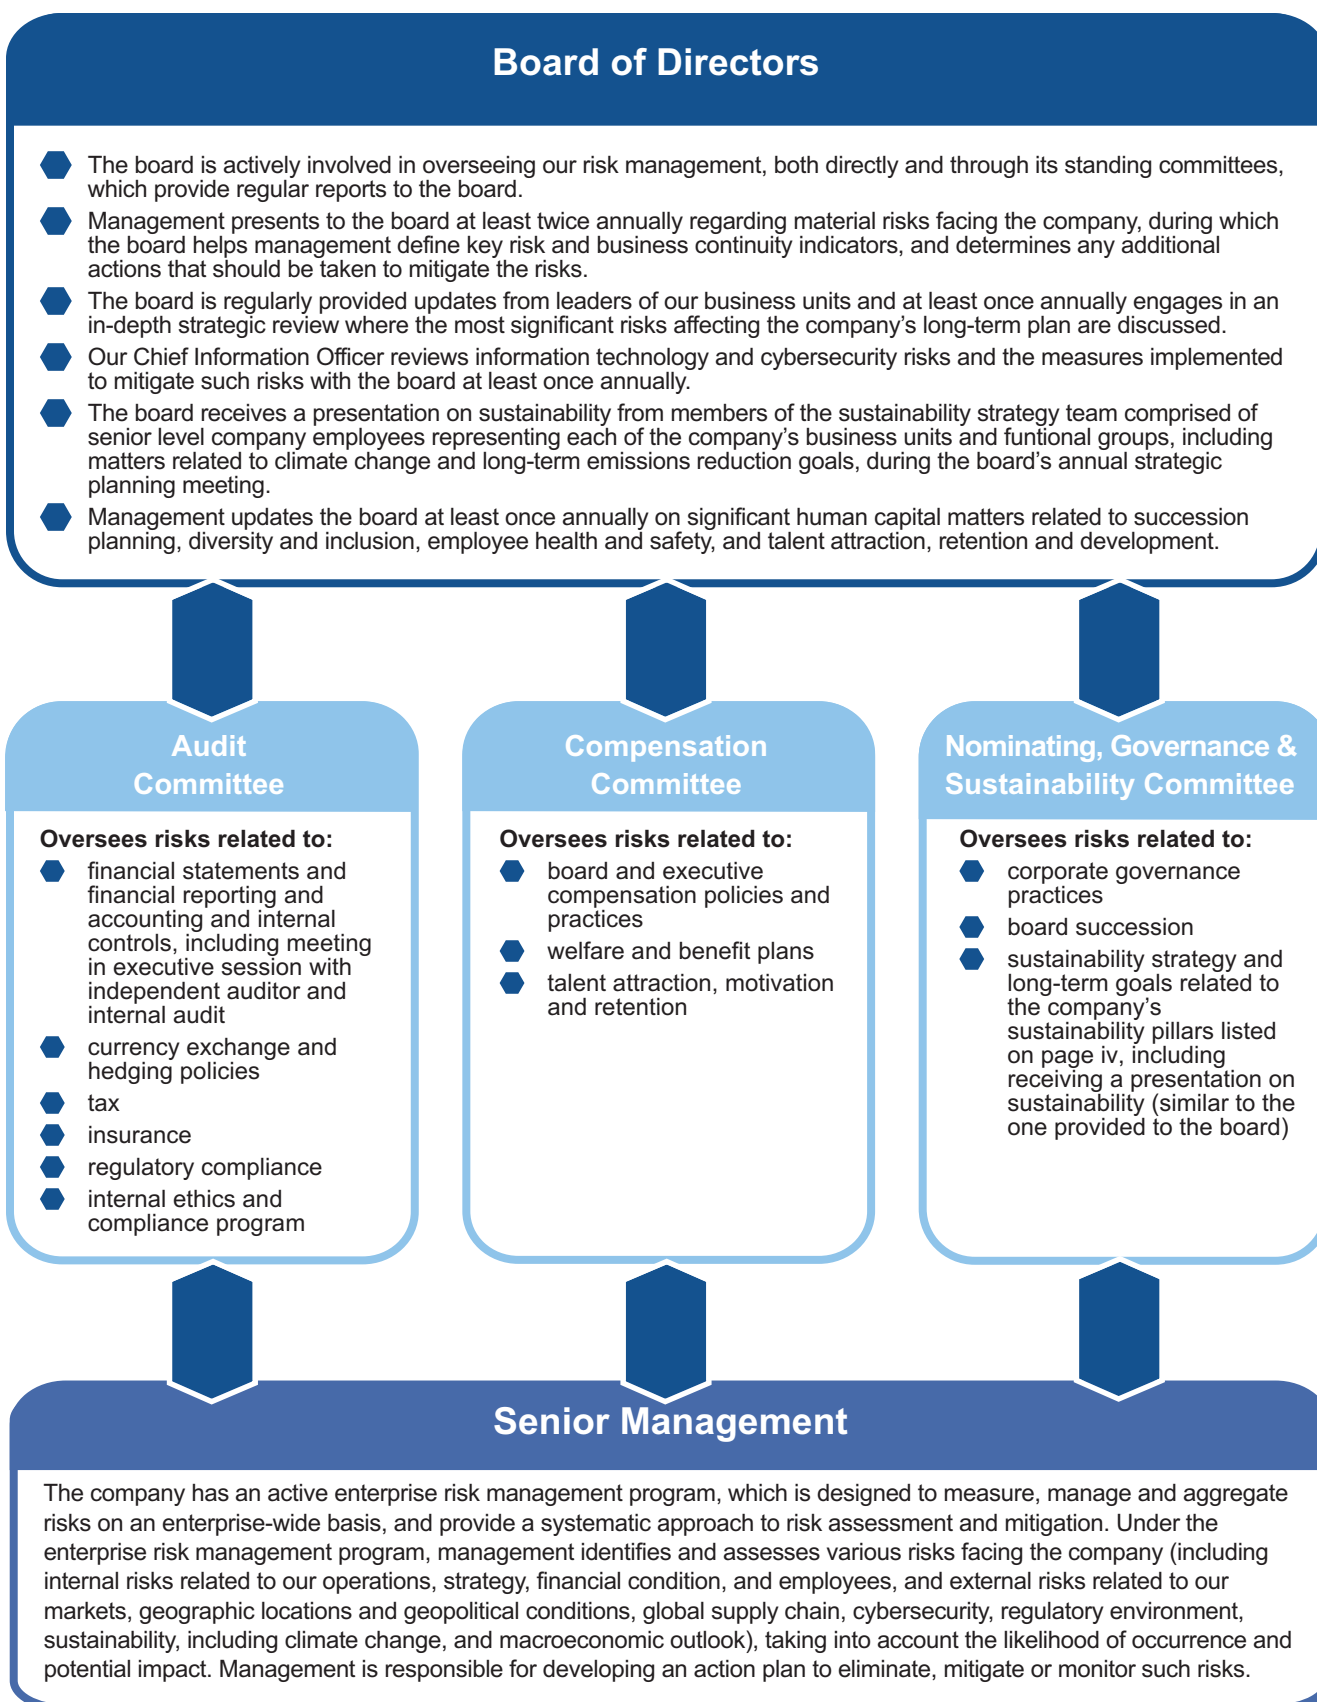 Board of Directors
The board is actively involved in overseeing our risk management, both directly and through its standing committees,
which provide regular reports to the board.
Management presents to the board at least twice annually regarding material risks facing the company, during which
the board helps management define key risk and business continuity indicators, and determines any additional
actions that should be taken to mitigate the risks.
The board is regularly provided updates from leaders of our business units and at least once annually engages in an
in-depth strategic review where the most significant risks affecting the company’s long-term plan are discussed.
Our Chief Information Officer reviews information technology and cybersecurity risks and the measures implemented
to mitigate such risks with the board at least once annually.
The board receives a presentation on sustainability from members of the sustainability strategy team comprised of
senior level company employees representing each of the company’s business units and funtional groups, including
matters related to climate change and long-term emissions reduction goals, during the board’s annual strategic
planning meeting.
Management updates the board at least once annually on significant human capital matters related to succession
planning, diversity and inclusion, employee health and safety, and talent attraction, retention and development.
Audit
Committee
Oversees risks related to:
financial statements and
financial reporting and
accounting and internal
controls, including meeting
in executive session with
independent auditor and
internal audit
currency exchange and
hedging policies
tax
insurance
regulatory compliance
internal ethics and
compliance program
Compensation
Committee
Oversees risks related to:
board and executive
compensation policies and
practices
welfare and benefit plans
talent attraction, motivation
and retention
Nominating, Governance &
Sustainability Committee
Oversees risks related to:
corporate governance
practices
board succession
sustainability strategy and
long-term goals related to
the company’s
sustainability pillars listed
on page iv, including
receiving a presentation on
sustainability (similar to the
one provided to the board)
Senior Management
The company has an active enterprise risk management program, which is designed to measure, manage and aggregate
risks on an enterprise-wide basis, and provide a systematic approach to risk assessment and mitigation. Under the
enterprise risk management program, management identifies and assesses various risks facing the company (including
internal risks related to our operations, strategy, financial condition, and employees, and external risks related to our
markets, geographic locations and geopolitical conditions, global supply chain, cybersecurity, regulatory environment,
sustainability, including climate change, and macroeconomic outlook), taking into account the likelihood of occurrence and
potential impact. Management is responsible for developing an action plan to eliminate, mitigate or monitor such risks.